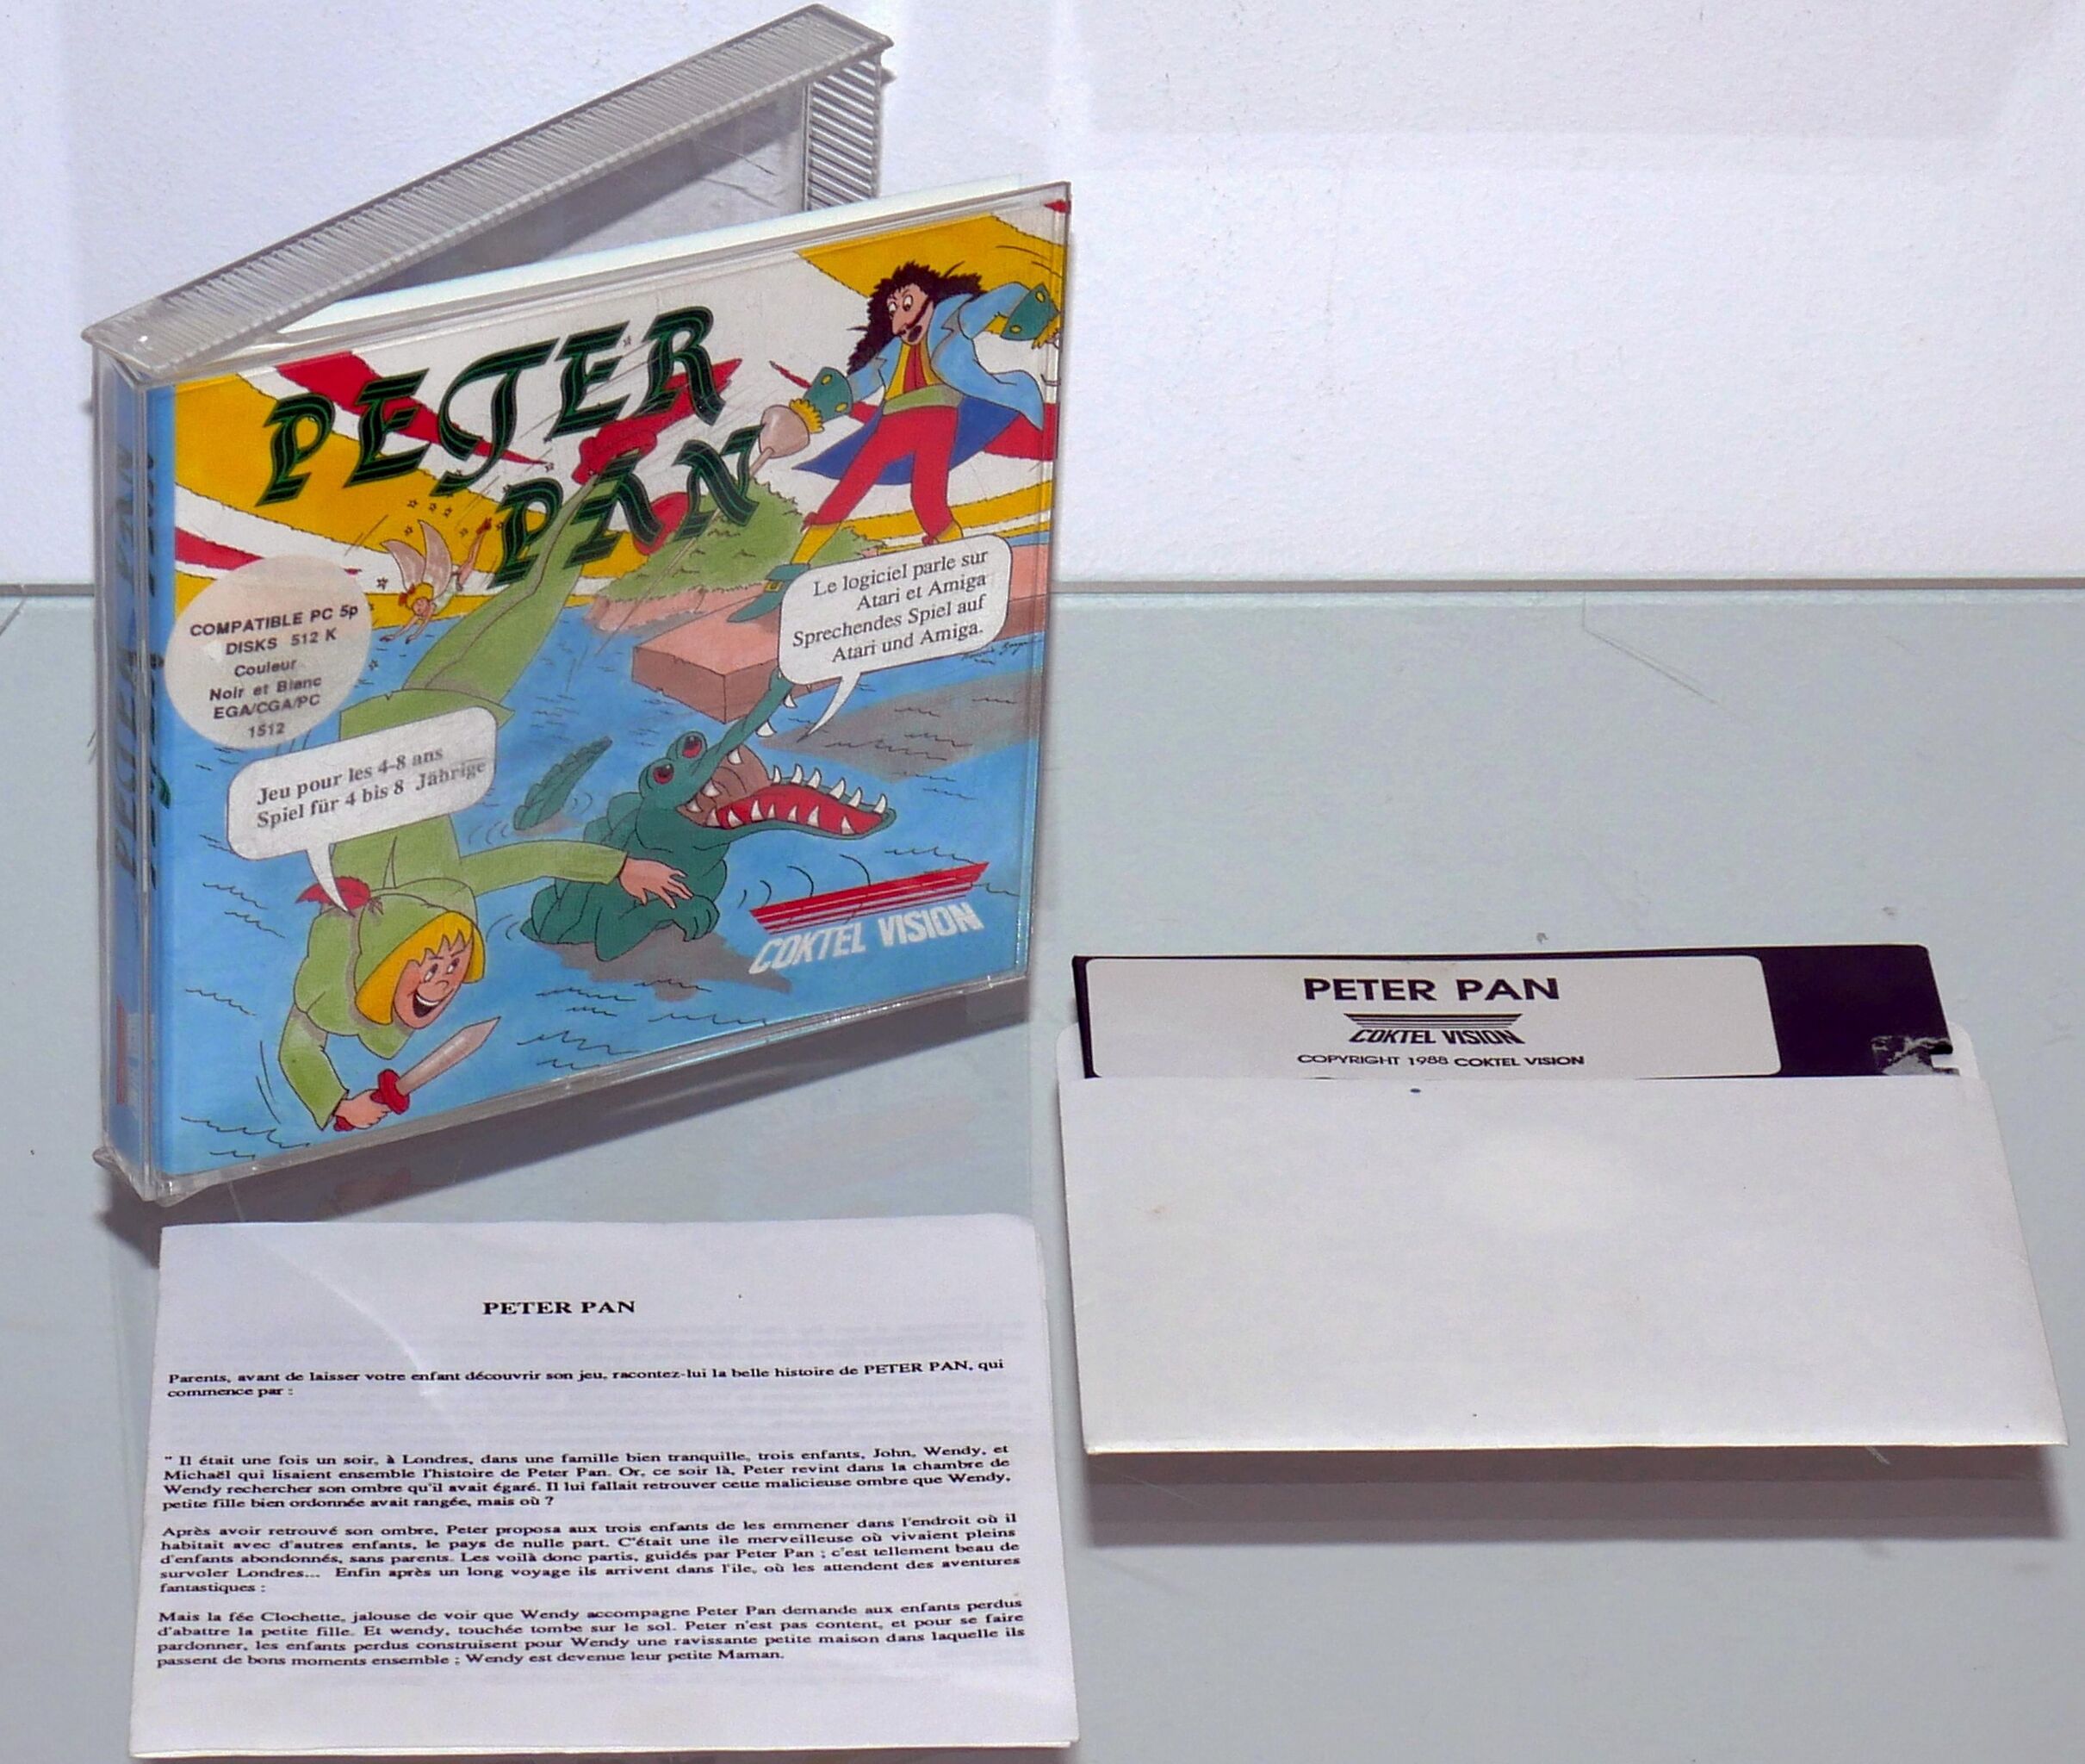 PETER
PAN
PETER PAN
COMPATIBLE PC 5p
DISKS 512 K
Couleur
Noir et Blanc
EGA/CGA/PC
1512
Le logiciel parle sur
Atari et Amiga
Sprechendes Spiel auf
Atari und Amiga.
Jeu pour les 4-8 ans
Spiel für 4 bis 8 Jährige
COKTEL VISION
PETER PAN
COKTEL VISION
COPYRIGHT 1988 COKTEL VISION
PETER PAN
Parents, avant de laisser votre enfant découvrir son jeu, racontez-lui la belle histoire de PETER PAN, qui
commence par :
" Il était une fois un soir, à Londres, dans une famille bien tranquille, trois enfants, John, Wendy, et
Michaël qui lisaient ensemble l'histoire de Peter Pan. Or, ce soir là, Peter revint dans la chambre de
Wendy rechercher son ombre qu'il avait égaré. Il lui fallait retrouver cette malicieuse ombre que Wendy,
petite fille bien ordonnée avait rangée, mais où ?
Après avoir retrouvé son ombre, Peter proposa aux trois enfants de les emmener dans l'endroit où il
habitait avec d'autres enfants, le pays de nulle part. C'était une ile merveilleuse où vivaient pleins
d'enfants abondonnés, sans parents. Les voilà donc partis, guidés par Peter Pan ; c'est tellement beau de
survoler Londres... Enfin après un long voyage ils arrivent dans l'ile, où les attendent des aventures
fantastiques :
Mais la fée Clochette, jalouse de voir que Wendy accompagne Peter Pan demande aux enfants perdus
d'abattre la petite fille. Et wendy, touchée tombe sur le sol. Peter n'est pas content, et pour se faire
pardonner, les enfants perdus construisent pour Wendy une ravissante petite maison dans laquelle ils
passent de bons moments ensemble ; Wendy est devenue leur petite Maman.